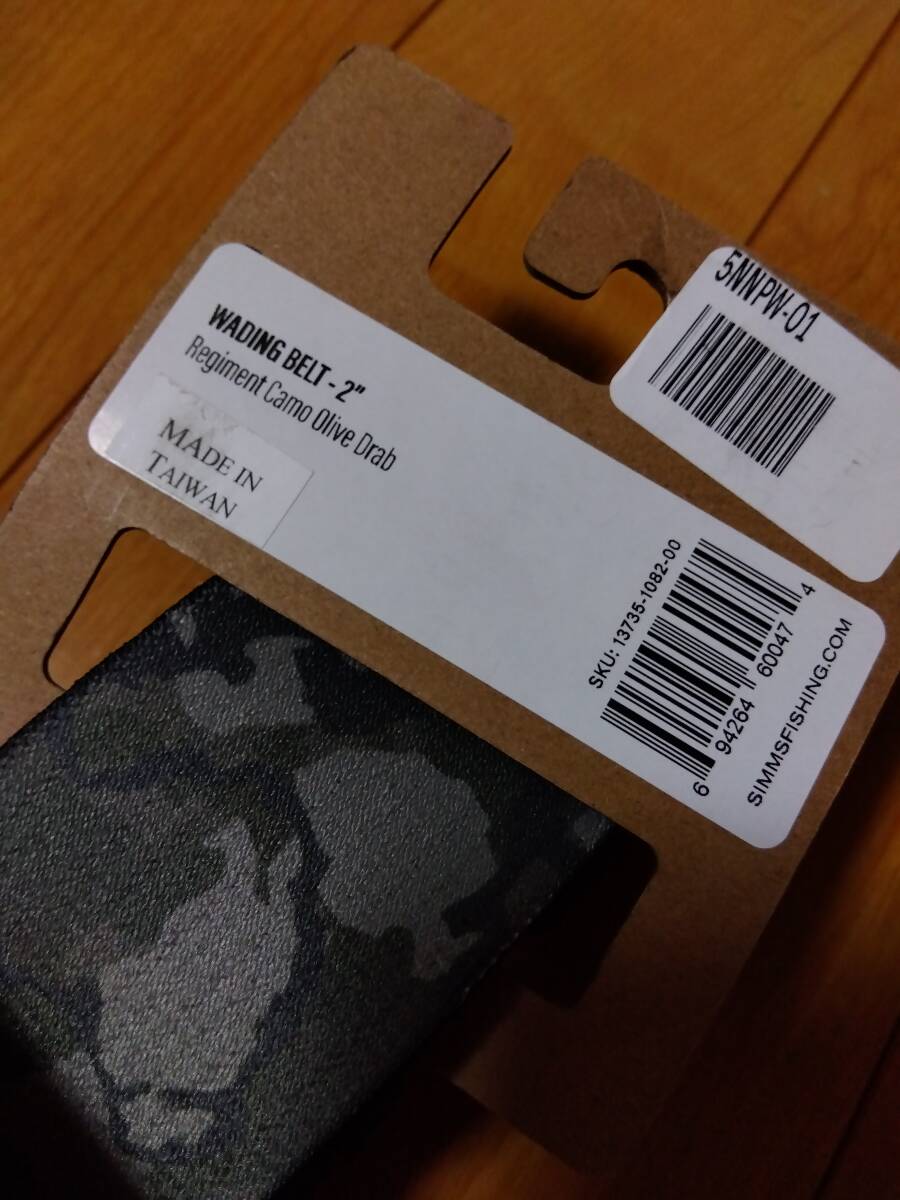 5NNPW-01
WADING BELT - 2"
Regiment Camo Olive Drab
MADE IN
TAIWAN
SKU: 13735-1082-00
6 94264 60047 4
SIMMSFISHING.COM